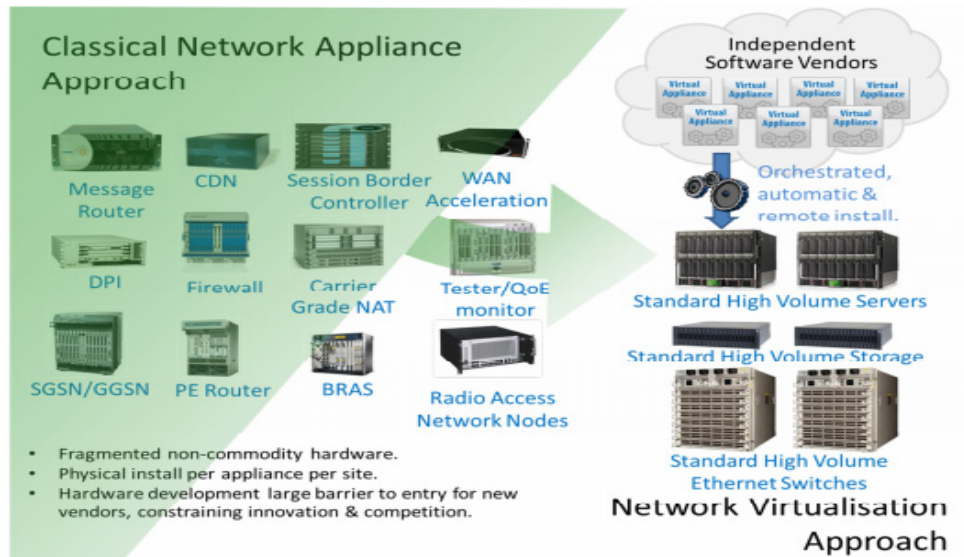 Classical Network Appliance
Approach
Message
Router
CDN
Session Border
Controller
WAN
Acceleration
DPI
Firewall
Carrier
Grade NAT
Tester/QoE
monitor
SGSN/GGSN
PE Router
BRAS
Radio Access
Network Nodes
• Fragmented non-commodity hardware.
• Physical install per appliance per site.
• Hardware development large barrier to entry for new
vendors, constraining innovation & competition.
Independent
Software Vendors
Virtual
Appliance
Virtual
Appliance
Virtual
Appliance
Virtual
Appliance
Virtual
Appliance
Virtual
Appliance
Virtual
Appliance
Orchestrated,
automatic &
remote install.
Standard High Volume Servers
Standard High Volume Storage
Standard High Volume
Ethernet Switches
Network Virtualisation
Approach